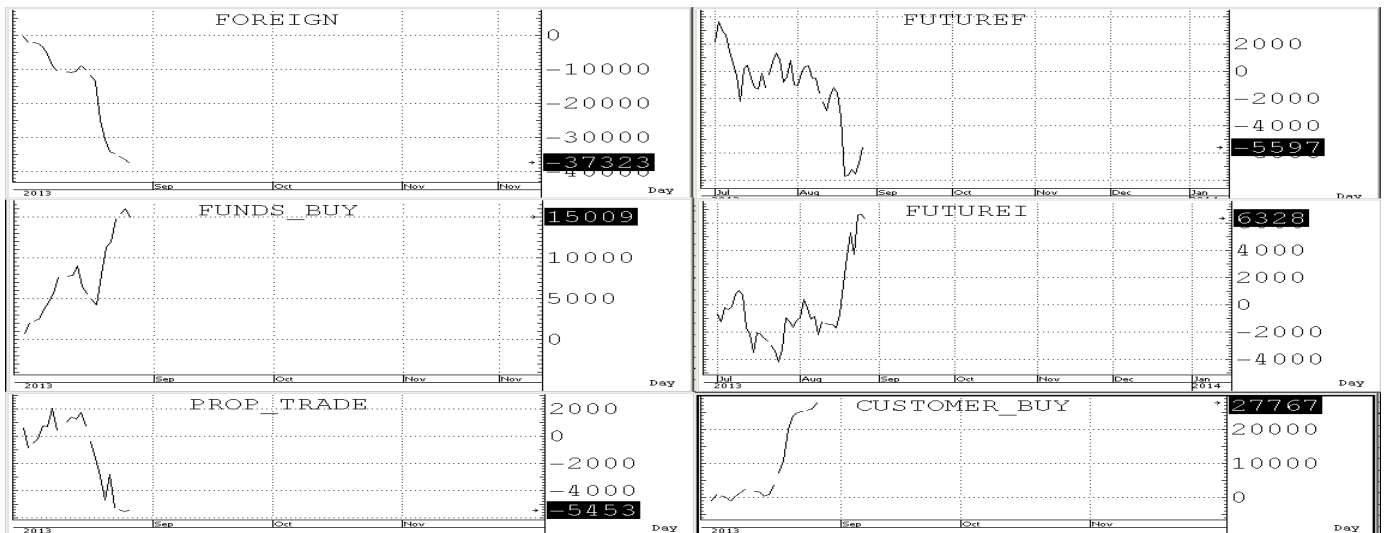 FOREIGN
0
-10000
-20000
-30000
-37323
-40000
2013
Sep
Oct
Nov
Nov
Day
FUTUREF
2000
0
-2000
-4000
-5597
Jul
Aug
Sep
Oct
Nov
Dec
Jan
2014
Day
FUNDS_BUY
15009
10000
5000
0
2013
Sep
Oct
Nov
Nov
Day
FUTUREI
6328
4000
2000
0
-2000
-4000
Jul
2013
Aug
Sep
Oct
Nov
Dec
Jan
2014
Day
PROP_TRADE
2000
0
-2000
-4000
-5453
2013
Sep
Oct
Nov
Day
CUSTOMER_BUY
27767
20000
10000
0
2013
Sep
Oct
Nov
Day